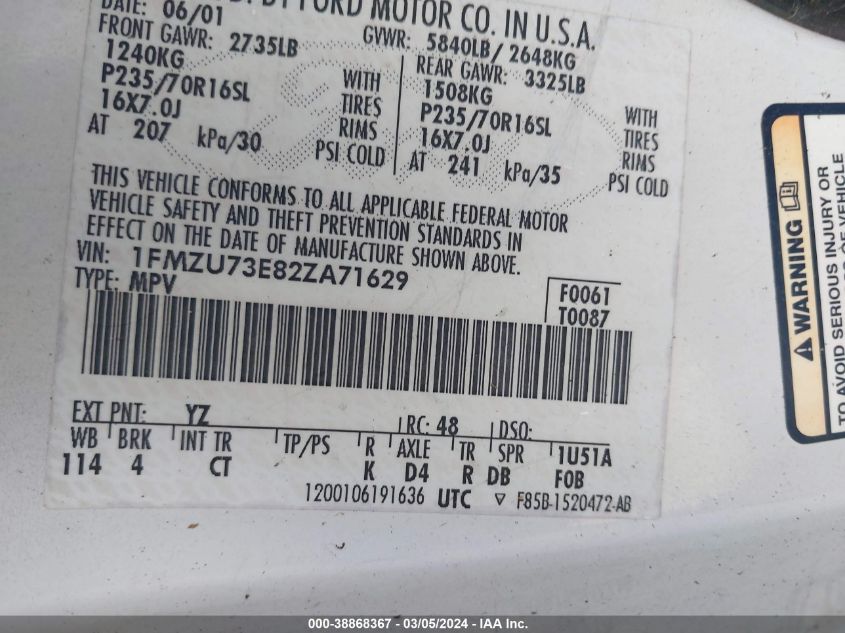 DATE: 06/01
BY FORD MOTOR CO. IN U.S.A.
FRONT GAWR: 2735LB
GVWR: 5840LB/ 2648KG
1240KG
REAR GAWR: 3325LB
P235/70R16SL
WITH
1508KG
WITH
16X7.0J
TIRES
P235/70R16SL
TIRES
AT 207 kPa/30
RIMS
16X7.0J
RIMS
PSI COLD
AT 241 kPa/35
PSI COLD
THIS VEHICLE CONFORMS TO ALL APPLICABLE FEDERAL MOTOR
VEHICLE SAFETY AND THEFT PREVENTION STANDARDS IN
EFFECT ON THE DATE OF MANUFACTURE SHOWN ABOVE.
VIN: 1FMZU73E82ZA71629
TYPE: MPV
F0061
T0087
EXT PNT: YZ RC: 48 DSO:
WB BRK INT TR TP/PS R AXLE TR SPR 1U51A
114 4 CT K D4 R DB F0B
1200106191636 UTC ▽ F85B-1520472-AB
WARNING
TO AVOID SERIOUS INJURY OR
000-38868367 - 03/05/2024 - IAA Inc.